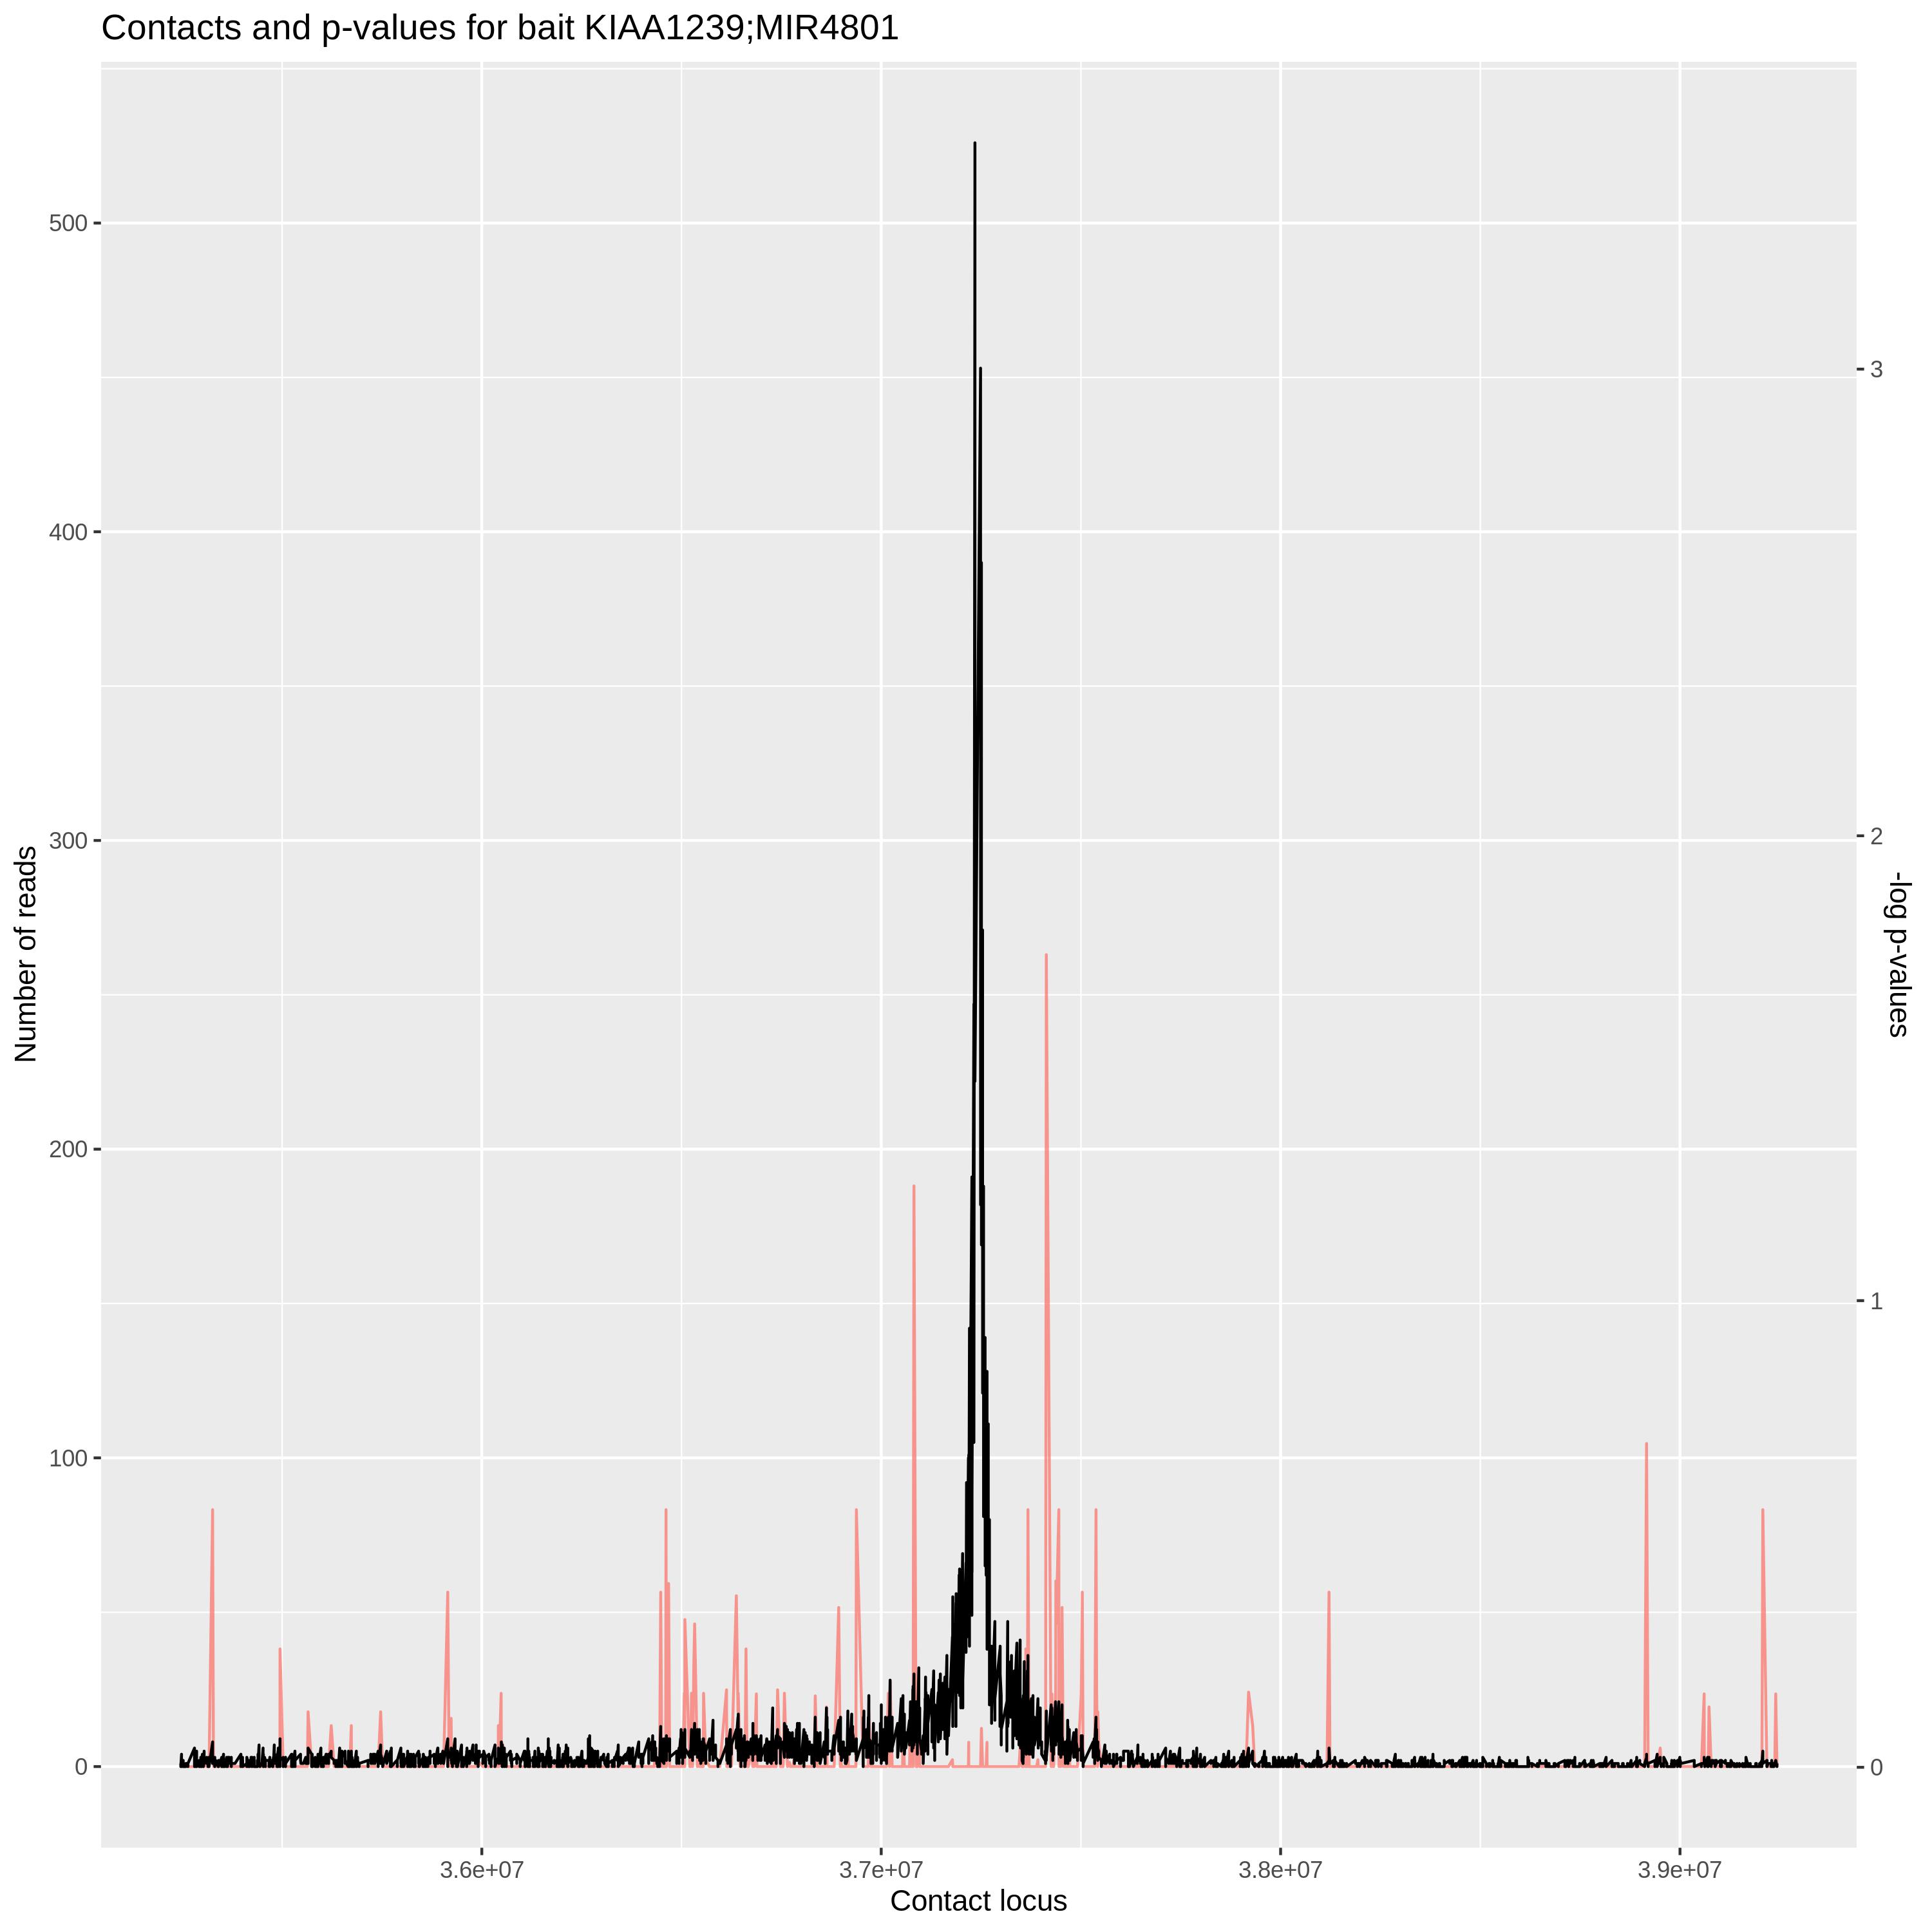 Contacts and p-values for bait KIAA1239;MIR4801
500
400
300
200
100
0
Number of reads
3
2
1
0
-log p-values
3.6e+07
3.7e+07
3.8e+07
3.9e+07
Contact locus